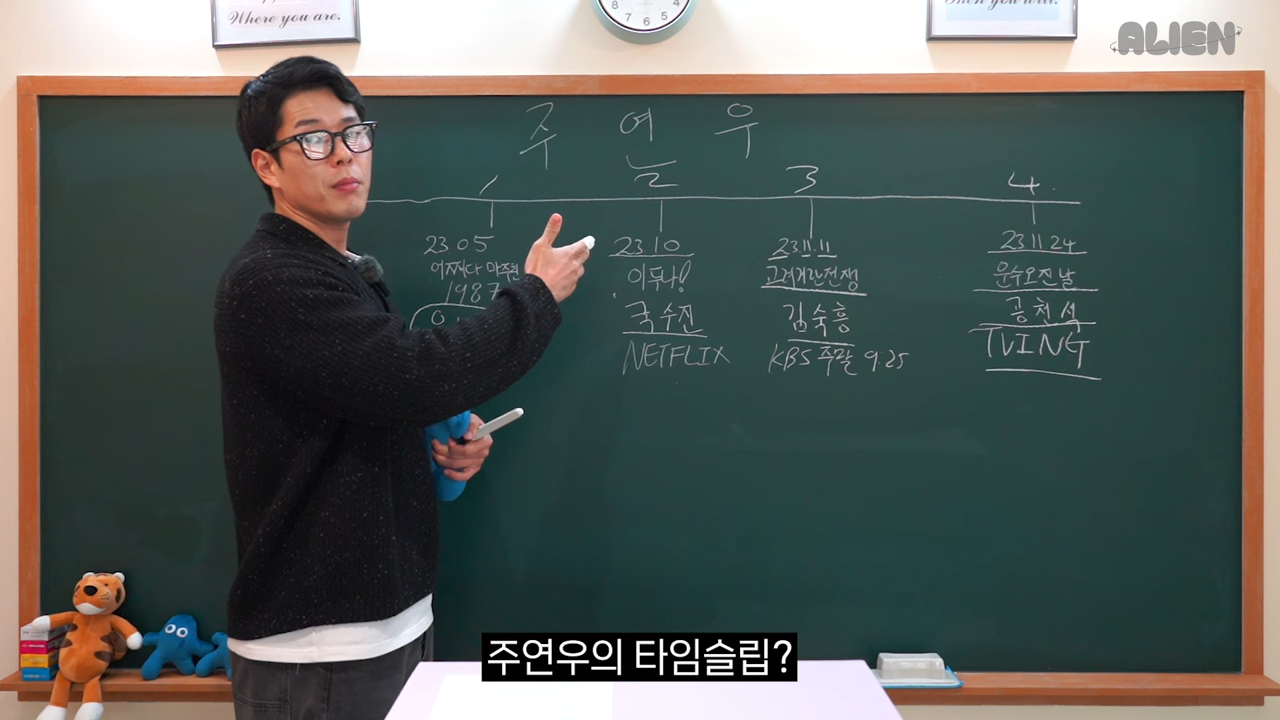 Where you are.
ALIEN
주 연 우
1 2 3 4.
23 05
어쩌다 마주친
1987
23.10
이두나!
국수진
NETFLIX
23.11.11
고려거란전쟁
김숙흥
KBS 주말 9:25
23 11 24
운수오진날
공천석
TVING
주연우의 타임슬립?